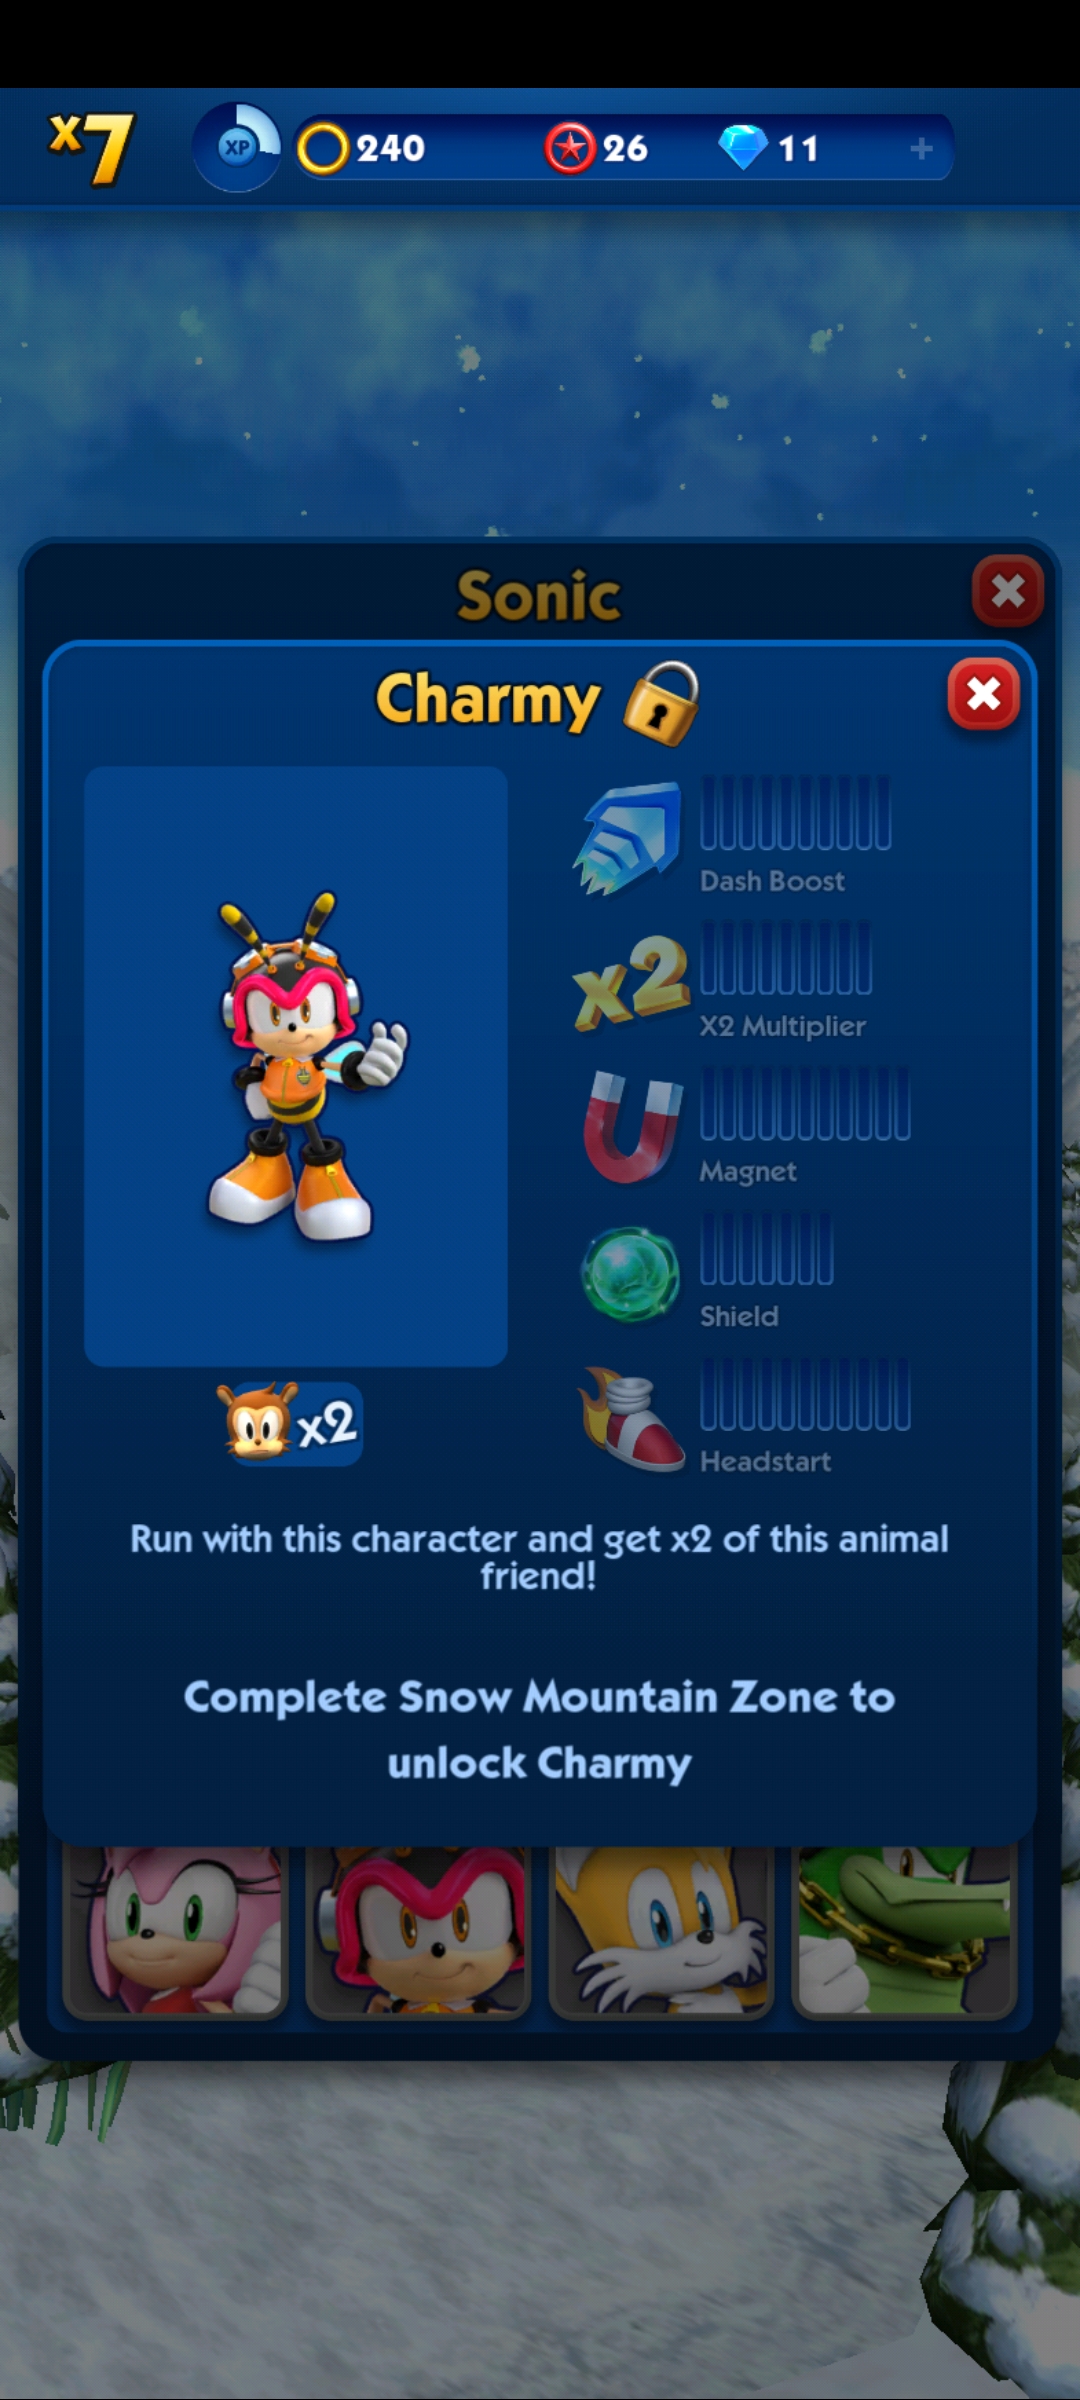 x7
XP
240
26
11
Sonic
Charmy
Dash Boost
x2
X2 Multiplier
Magnet
Shield
x2
Headstart
Run with this character and get x2 of this animal
friend!
Complete Snow Mountain Zone to
unlock Charmy